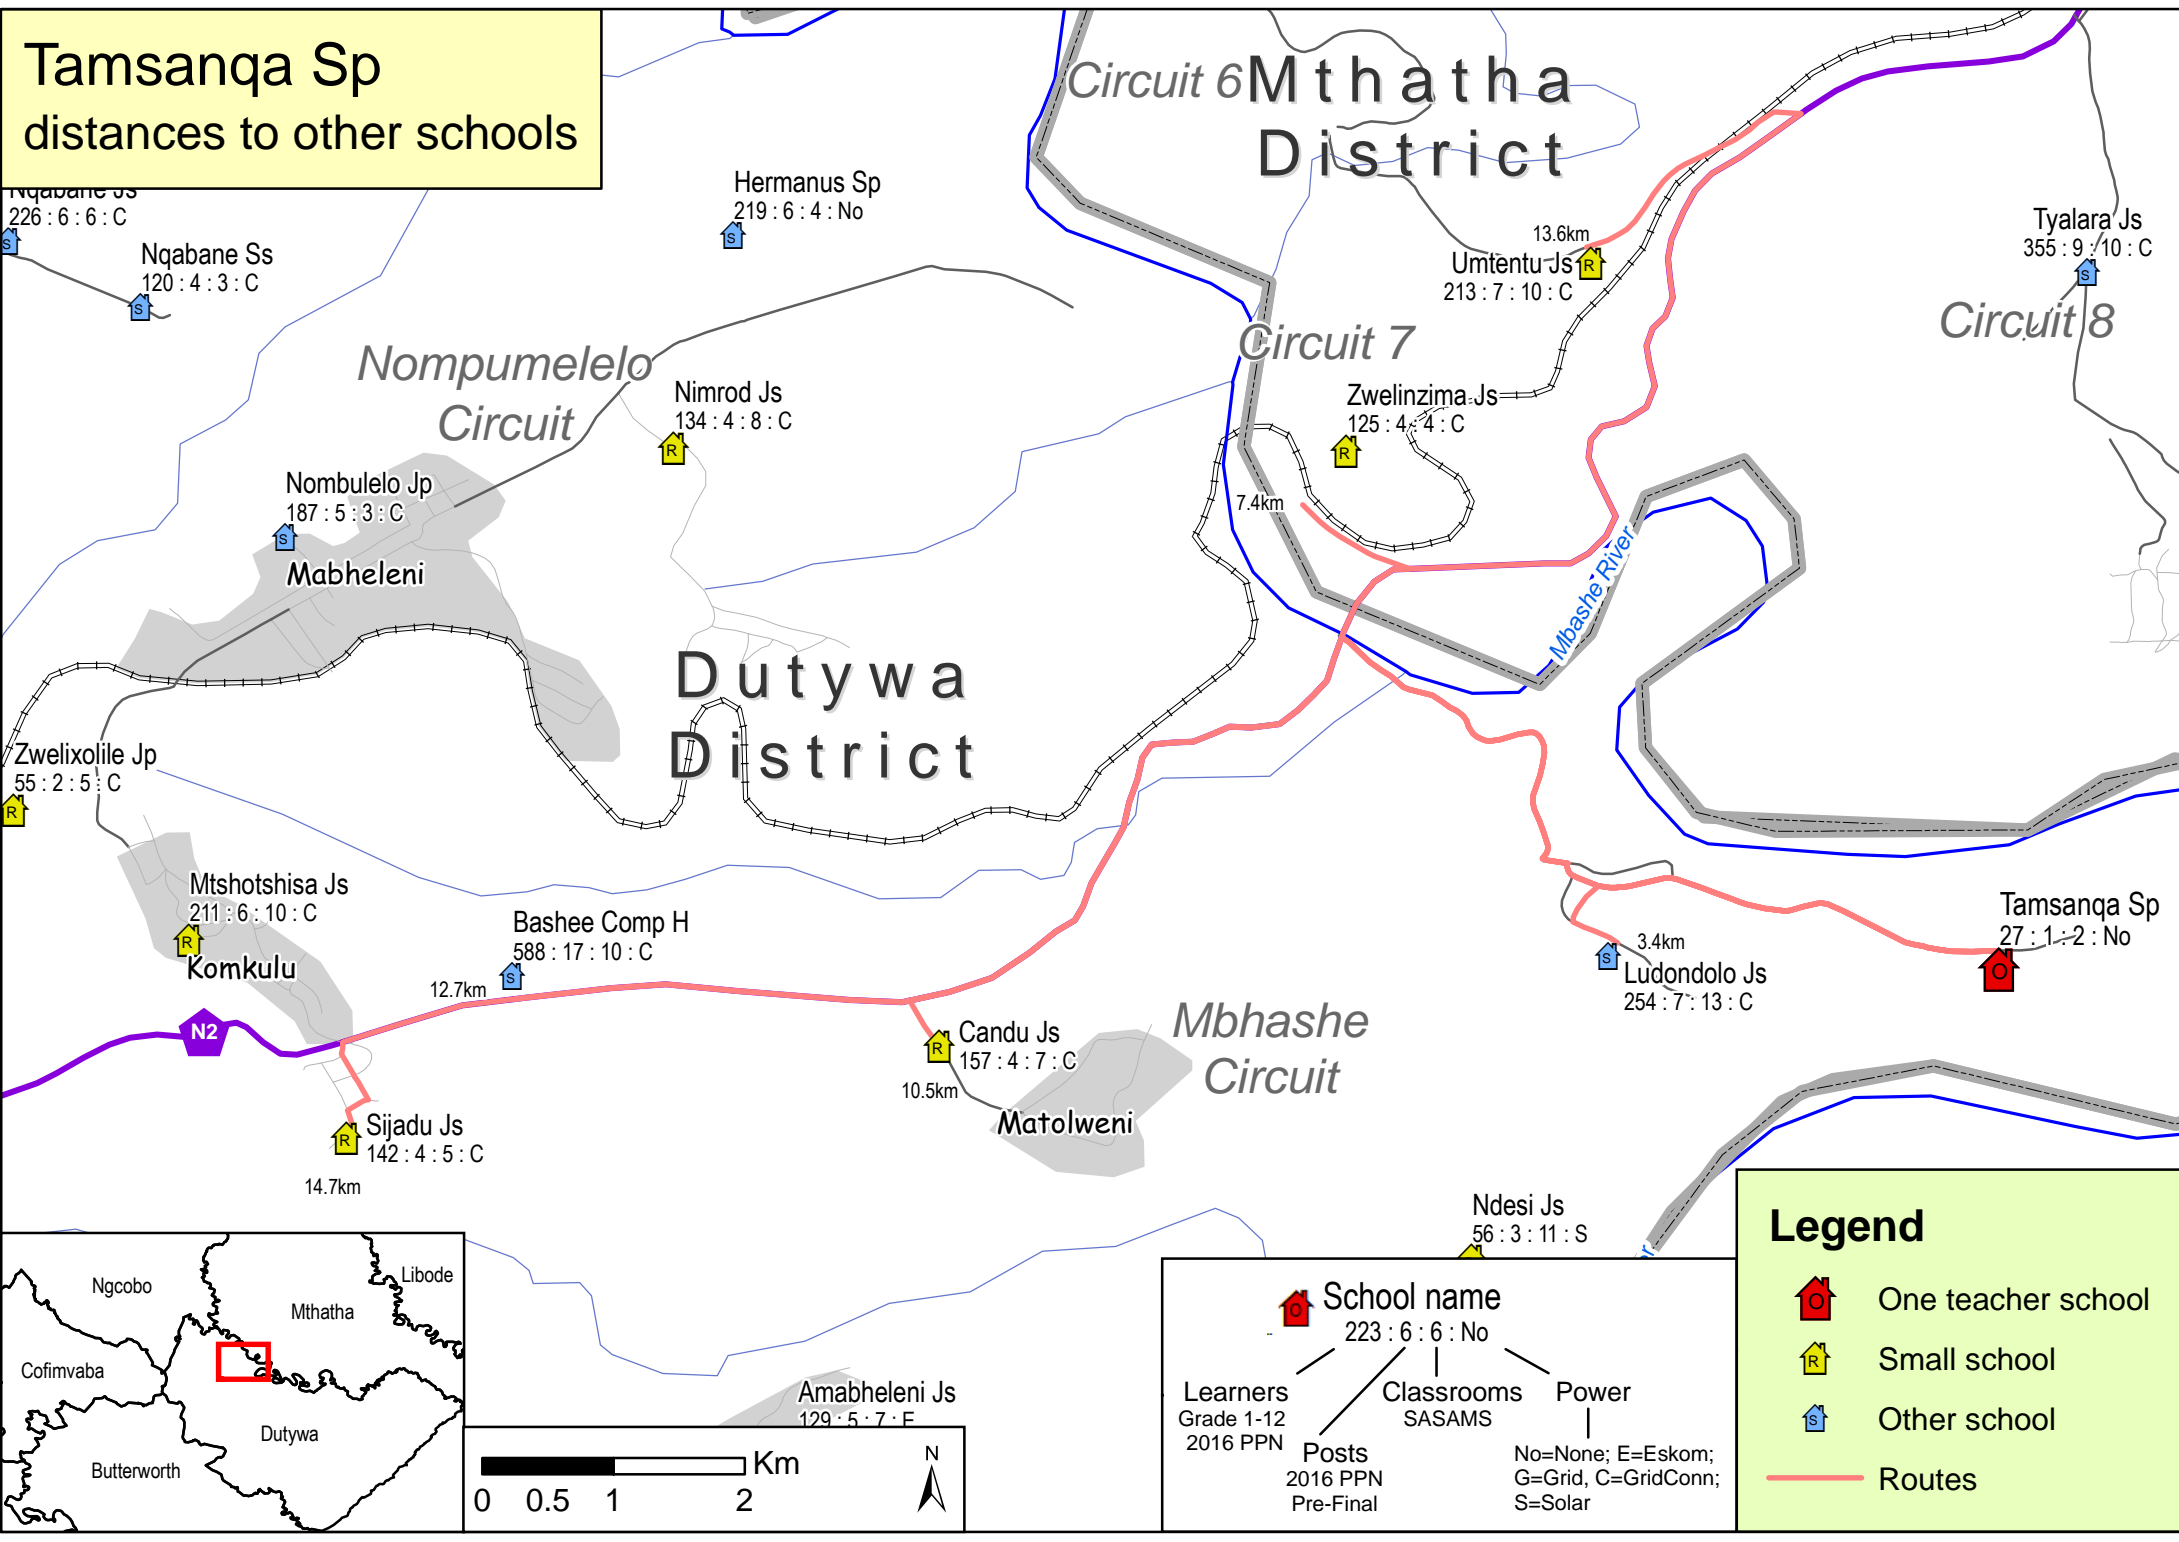 Tamsanqa Sp
distances to other schools
Nqabane Js
226 : 6 : 6 : C
Nqabane Ss
120 : 4 : 3 : C
Hermanus Sp
219 : 6 : 4 : No
Circuit 6
Mthatha
District
13.6km
Umtentu Js
213 : 7 : 10 : C
Tyalara Js
355 : 9 : 10 : C
Circuit 8
Circuit 7
Nompumelelo
Circuit
Nimrod Js
134 : 4 : 8 : C
Zwelinzima Js
125 : 4 : 4 : C
7.4km
Nombulelo Jp
187 : 5 : 3 : C
Mabheleni
Mbashe River
Dutywa
District
Zwelixolile Jp
55 : 2 : 5 : C
Mtshotshisa Js
211 : 6 : 10 : C
Komkulu
Bashee Comp H
588 : 17 : 10 : C
12.7km
Tamsanqa Sp
27 : 1 : 2 : No
3.4km
Ludondolo Js
254 : 7 : 13 : C
N2
Candu Js
157 : 4 : 7 : C
10.5km
Mbhashe
Circuit
Matolweni
Sijadu Js
142 : 4 : 5 : C
14.7km
Ndesi Js
56 : 3 : 11 : S
Amabheleni Js
129 : 5 : 7 : E
Ngcobo
Libode
Mthatha
Cofimvaba
Dutywa
Butterworth
Km
0 0.5 1 2
N
School name
223 : 6 : 6 : No
Learners
Grade 1-12
2016 PPN
Posts
2016 PPN
Pre-Final
Classrooms
SASAMS
Power
No=None; E=Eskom;
G=Grid, C=GridConn;
S=Solar
Legend
O One teacher school
R Small school
S Other school
Routes